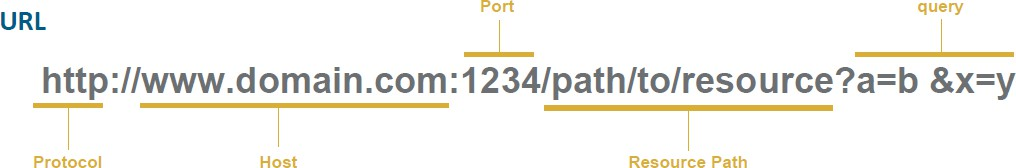 Port
query
URL
http://www.domain.com:1234/path/to/resource?a=b &x=y
Protocol
Host
Resource Path